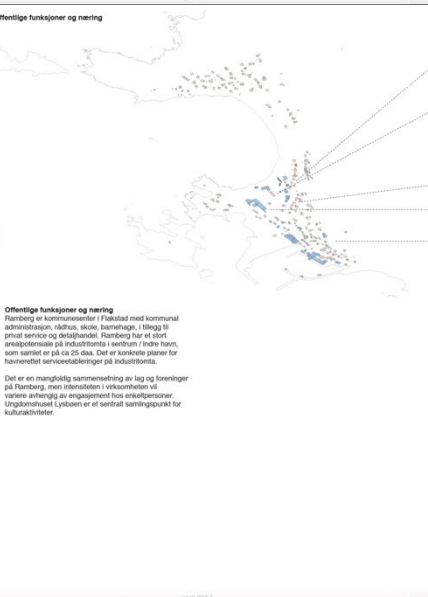 ffentlige funksjoner og næring
Offentlige funksjoner og næring
Ramberg er kommunesenter i Flakstad med kommunal
administrasjon, rådhus, skole, barnehage, i tillegg til
privat service og detaljhandel. Ramberg har et stort
arealpotensiale på industritomta i sentrum / indre havn,
som samlet er på ca 25 daa. Det er konkrete planer for
havnerettet serviceetableringer på industritomta.
Det er en mangfoldig sammensetning av lag og foreninger
på Ramberg, men intensiteten i virksomheten vil
variere avhengig av engasjement hos enkeltpersoner.
Ungdomshuset Lysbøen er et sentralt samlingspunkt for
kulturaktiviteter.